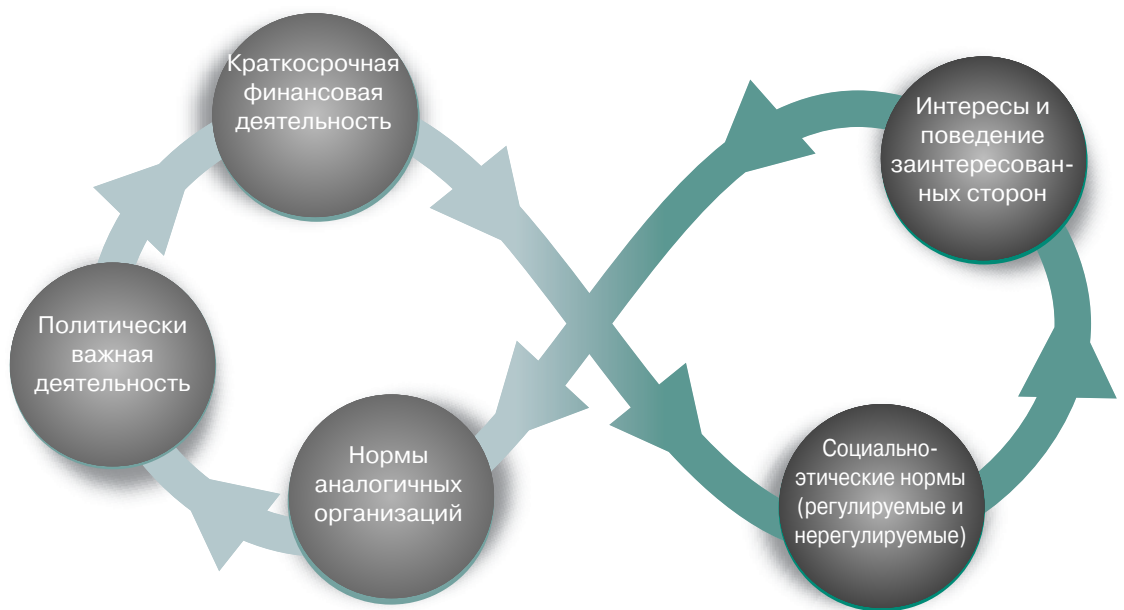 Краткосрочная
финансовая
деятельность
Интересы и
поведение
заинтересован-
ных сторон
Политически
важная
деятельность
Нормы
аналогичных
организаций
Социально-
этические нормы
(регулируемые и
нерегулируемые)